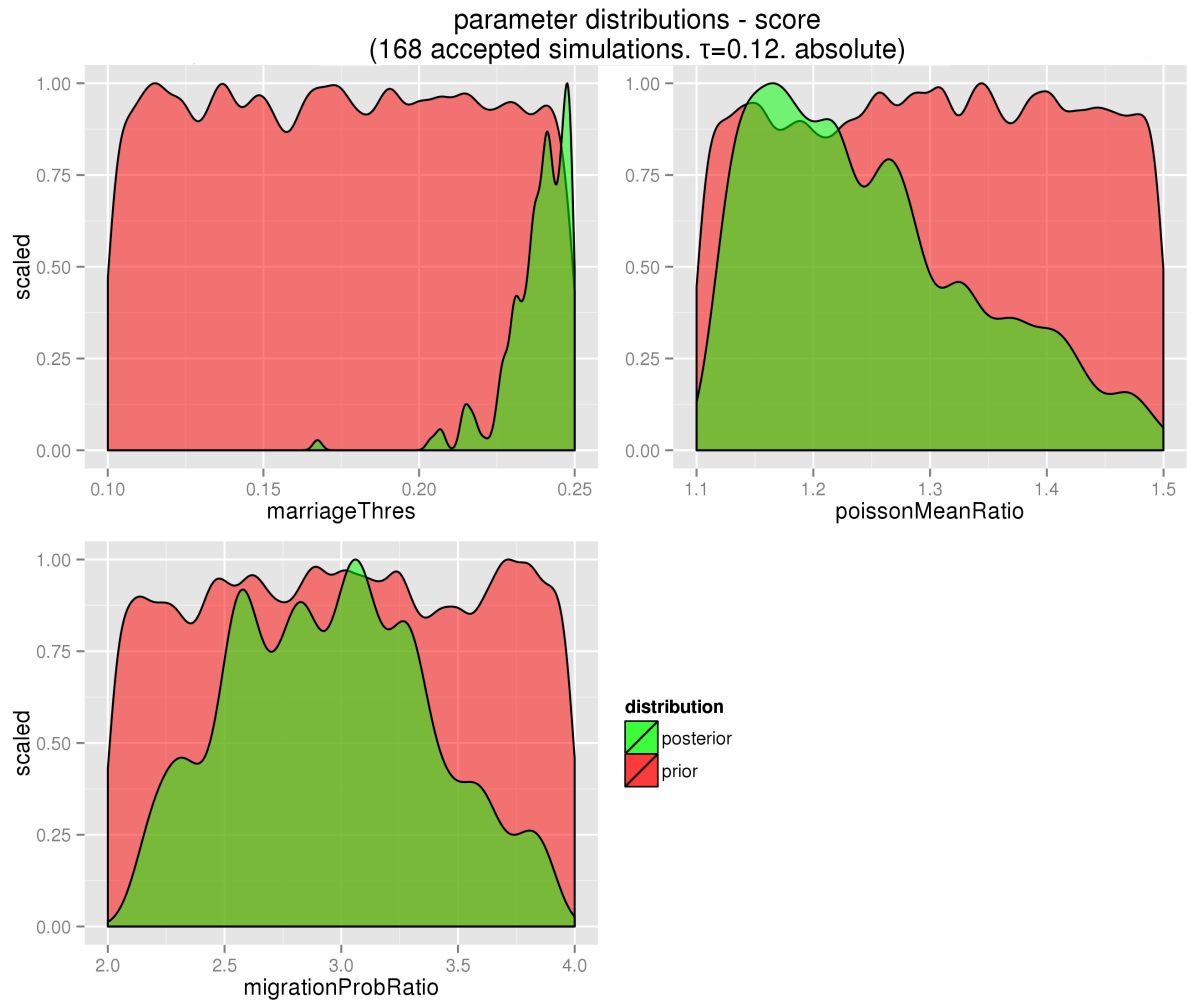 parameter distributions - score
(168 accepted simulations. τ=0.12. absolute)
1.00
0.75
0.50
0.25
0.00
scaled
0.10 0.15 0.20 0.25
marriageThres
1.00
0.75
0.50
0.25
0.00
1.1 1.2 1.3 1.4 1.5
poissonMeanRatio
1.00
0.75
0.50
0.25
0.00
scaled
2.0 2.5 3.0 3.5 4.0
migrationProbRatio
distribution
posterior
prior